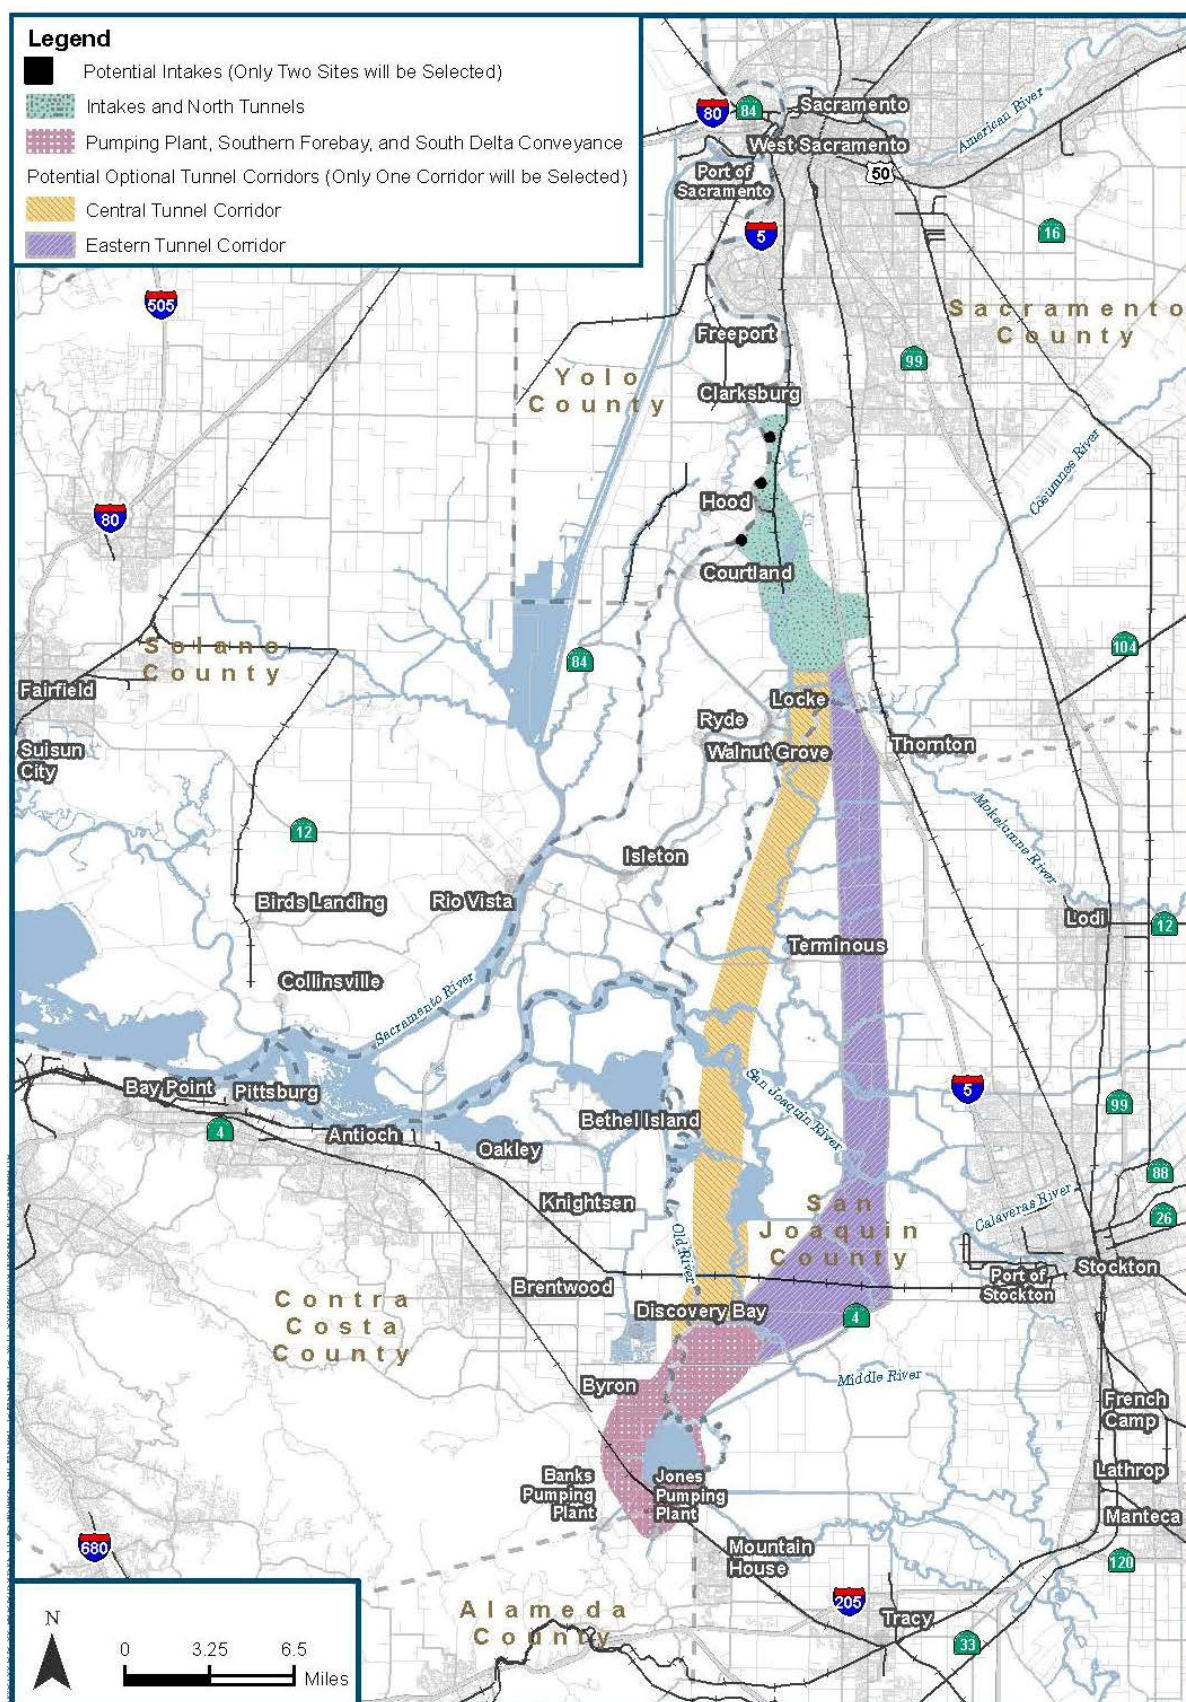 Legend
Potential Intakes (Only Two Sites will be Selected)
Intakes and North Tunnels
Pumping Plant, Southern Forebay, and South Delta Conveyance
Potential Optional Tunnel Corridors (Only One Corridor will be Selected)
Central Tunnel Corridor
Eastern Tunnel Corridor
80
84
Sacramento
American River
West Sacramento
Port of
Sacramento
50
5
16
505
Sacramento
County
Freeport
99
Yolo
County
Clarksburg
Cosumnes River
80
Hood
Courtland
Solano
County
84
104
Fairfield
Locke
Ryde
Suisun
City
Walnut Grove
Thornton
Mokelumne River
12
Isleton
Birds Landing
Rio Vista
Lodi
12
Terminous
Collinsville
Sacramento River
Bay Point
Pittsburg
San Joaquin River
5
99
4
Antioch
Bethel Island
Oakley
88
Knightsen
San
Joaquin
County
Calaveras River
26
Old River
Stockton
Port of
Stockton
Brentwood
Contra
Costa
County
Discovery Bay
4
Byron
Middle River
French
Camp
Banks
Pumping
Plant
Jones
Pumping
Plant
Lathrop
Manteca
680
Mountain
House
120
205
Alameda
County
Tracy
33
N
0 3.25 6.5
Miles